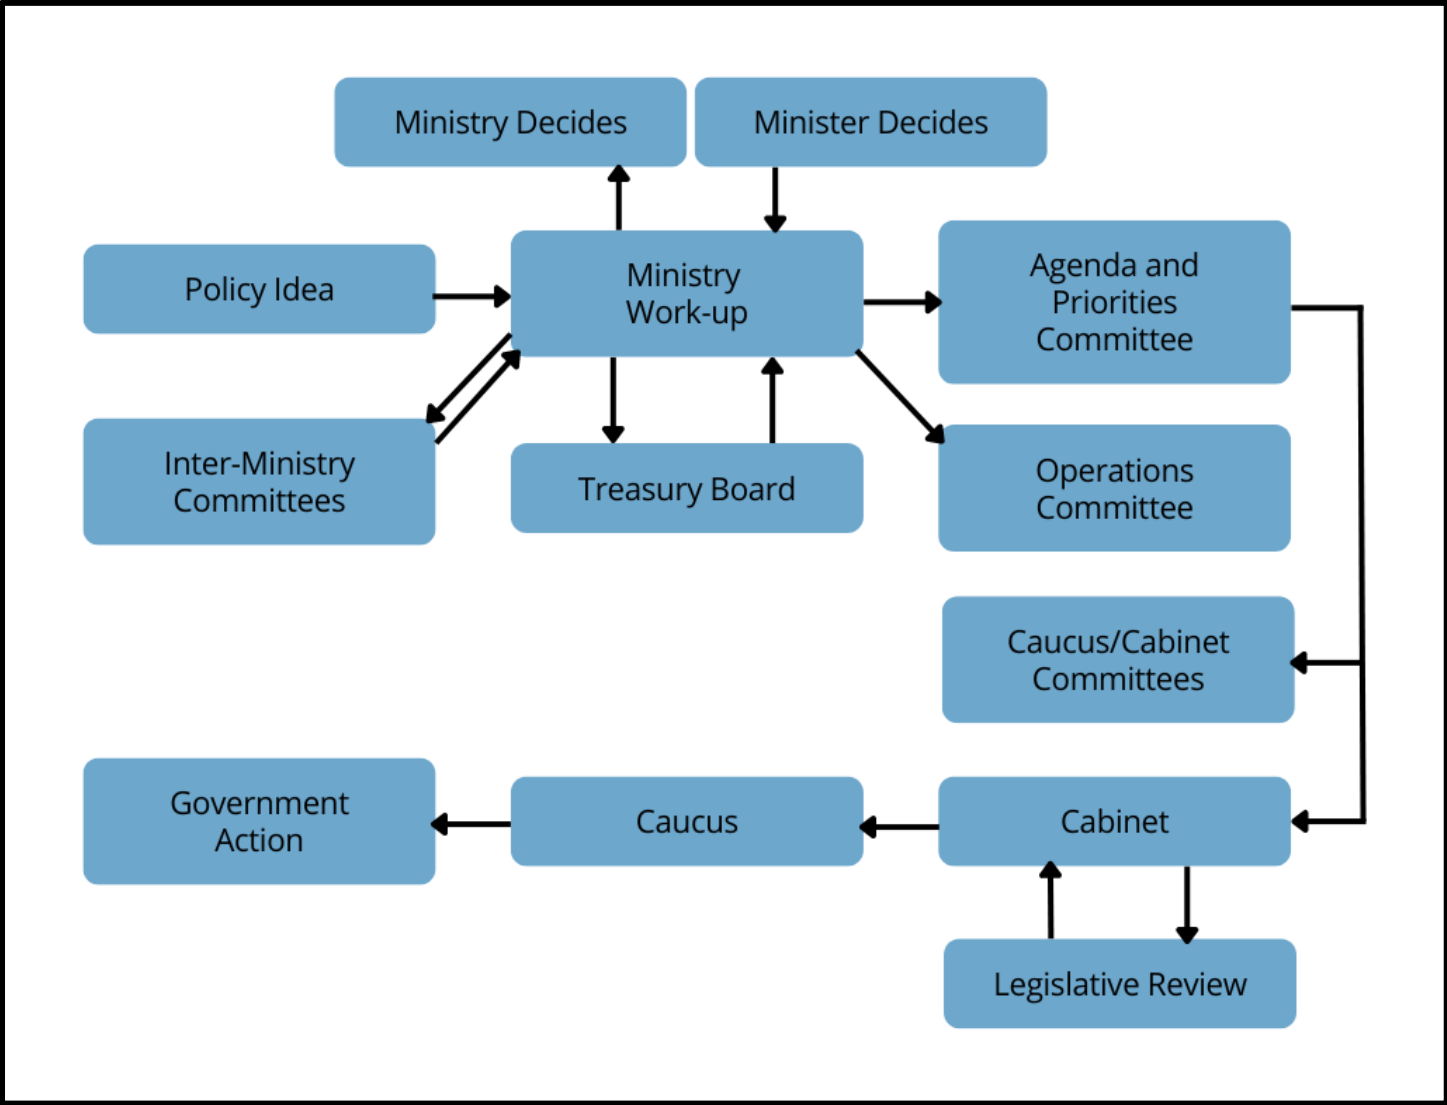 Ministry Decides
Minister Decides
Policy Idea
Ministry
Work-up
Agenda and
Priorities
Committee
Inter-Ministry
Committees
Treasury Board
Operations
Committee
Caucus/Cabinet
Committees
Government
Action
Caucus
Cabinet
Legislative Review